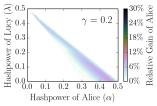 0.5
0.4
0.3
0.2
0.1
0.0
Hashpower of Lucy (Λ)
γ = 0.2
0.0 0.1 0.2 0.3 0.4 0.5
Hashpower of Alice (α)
30%
24%
18%
12%
6%
0%
Relative Gain of Alice